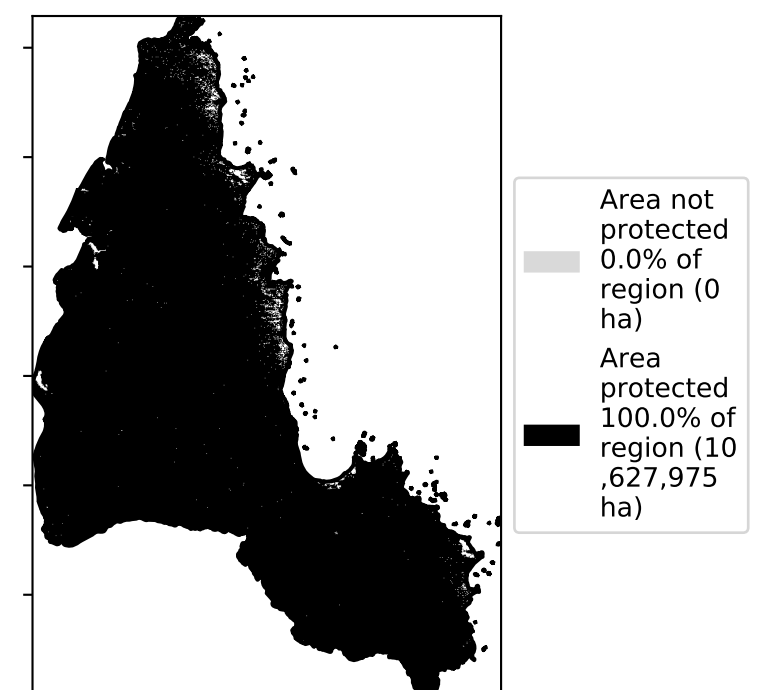 Area not
protected
0.0% of
region (0
ha)
Area
protected
100.0% of
region (10
,627,975
ha)